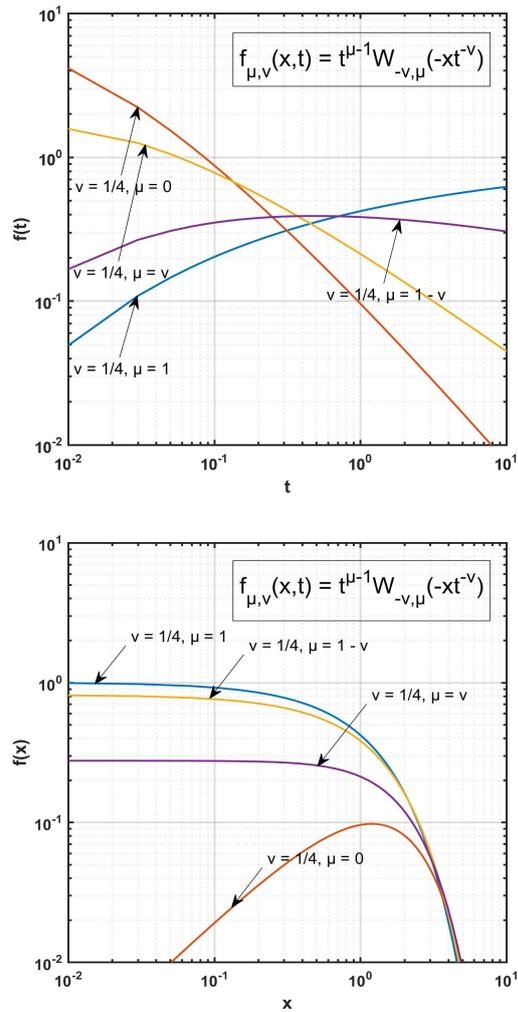 f_μ,ν(x,t) = t^μ-1 W_-ν,μ(-xt^-ν)
10^1
10^0
10^-1
10^-2
f(t)
ν = 1/4, μ = 0
ν = 1/4, μ = ν
ν = 1/4, μ = 1 - ν
ν = 1/4, μ = 1
10^-2
10^-1
10^0
10^1
t
f_μ,ν(x,t) = t^μ-1 W_-ν,μ(-xt^-ν)
10^1
10^0
10^-1
10^-2
f(x)
ν = 1/4, μ = 1
ν = 1/4, μ = 1 - ν
ν = 1/4, μ = ν
ν = 1/4, μ = 0
10^-2
10^-1
10^0
10^1
x